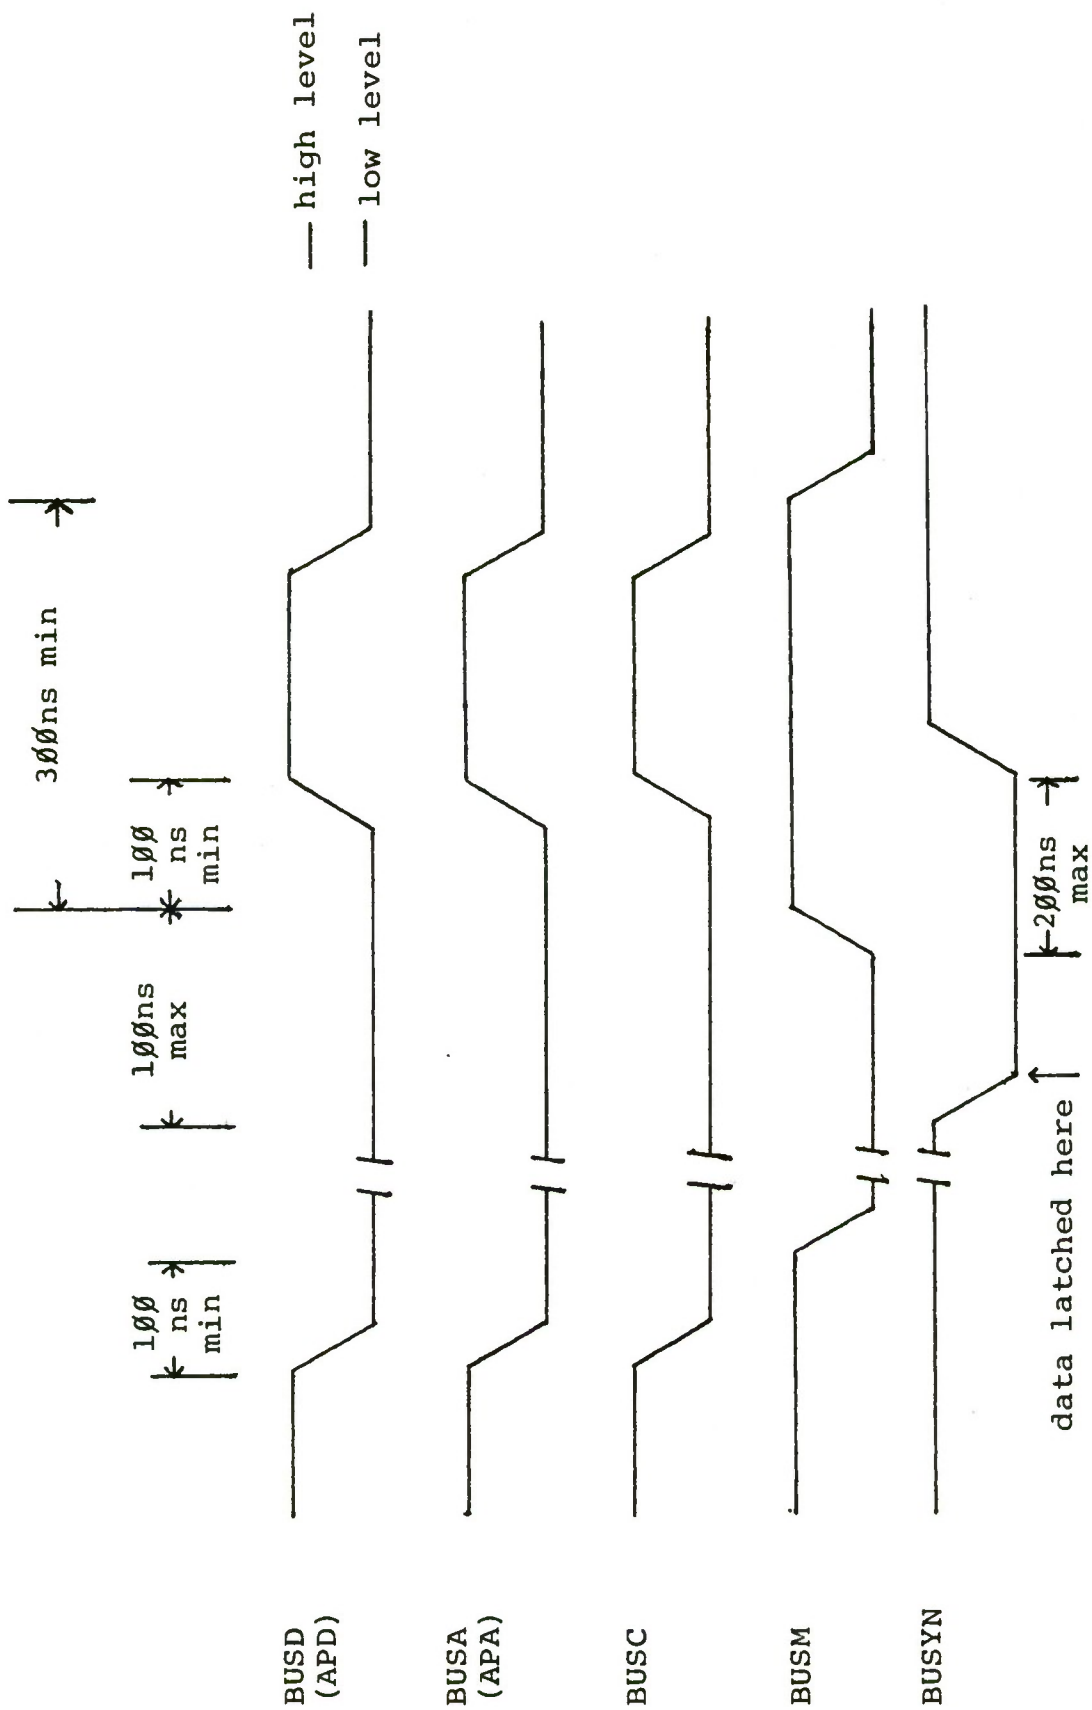 3ØØns min
1ØØ
ns
min
1ØØns
max
1ØØ
ns
min
high level
low level
BUSD
(APD)
BUSA
(APA)
BUSC
BUSM
BUSYN
data latched here
2ØØns
max